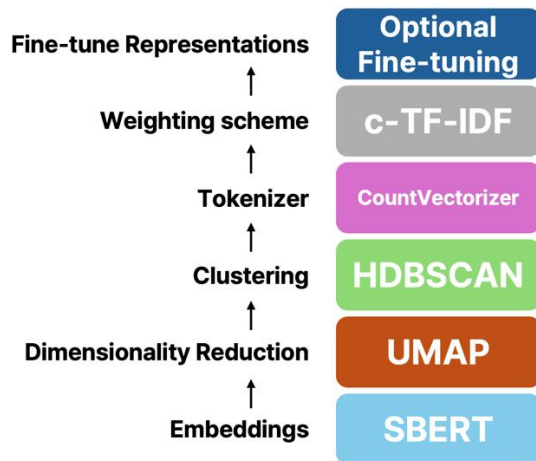 Fine-tune Representations
Optional
Fine-tuning
Weighting scheme
c-TF-IDF
Tokenizer
CountVectorizer
Clustering
HDBSCAN
Dimensionality Reduction
UMAP
Embeddings
SBERT